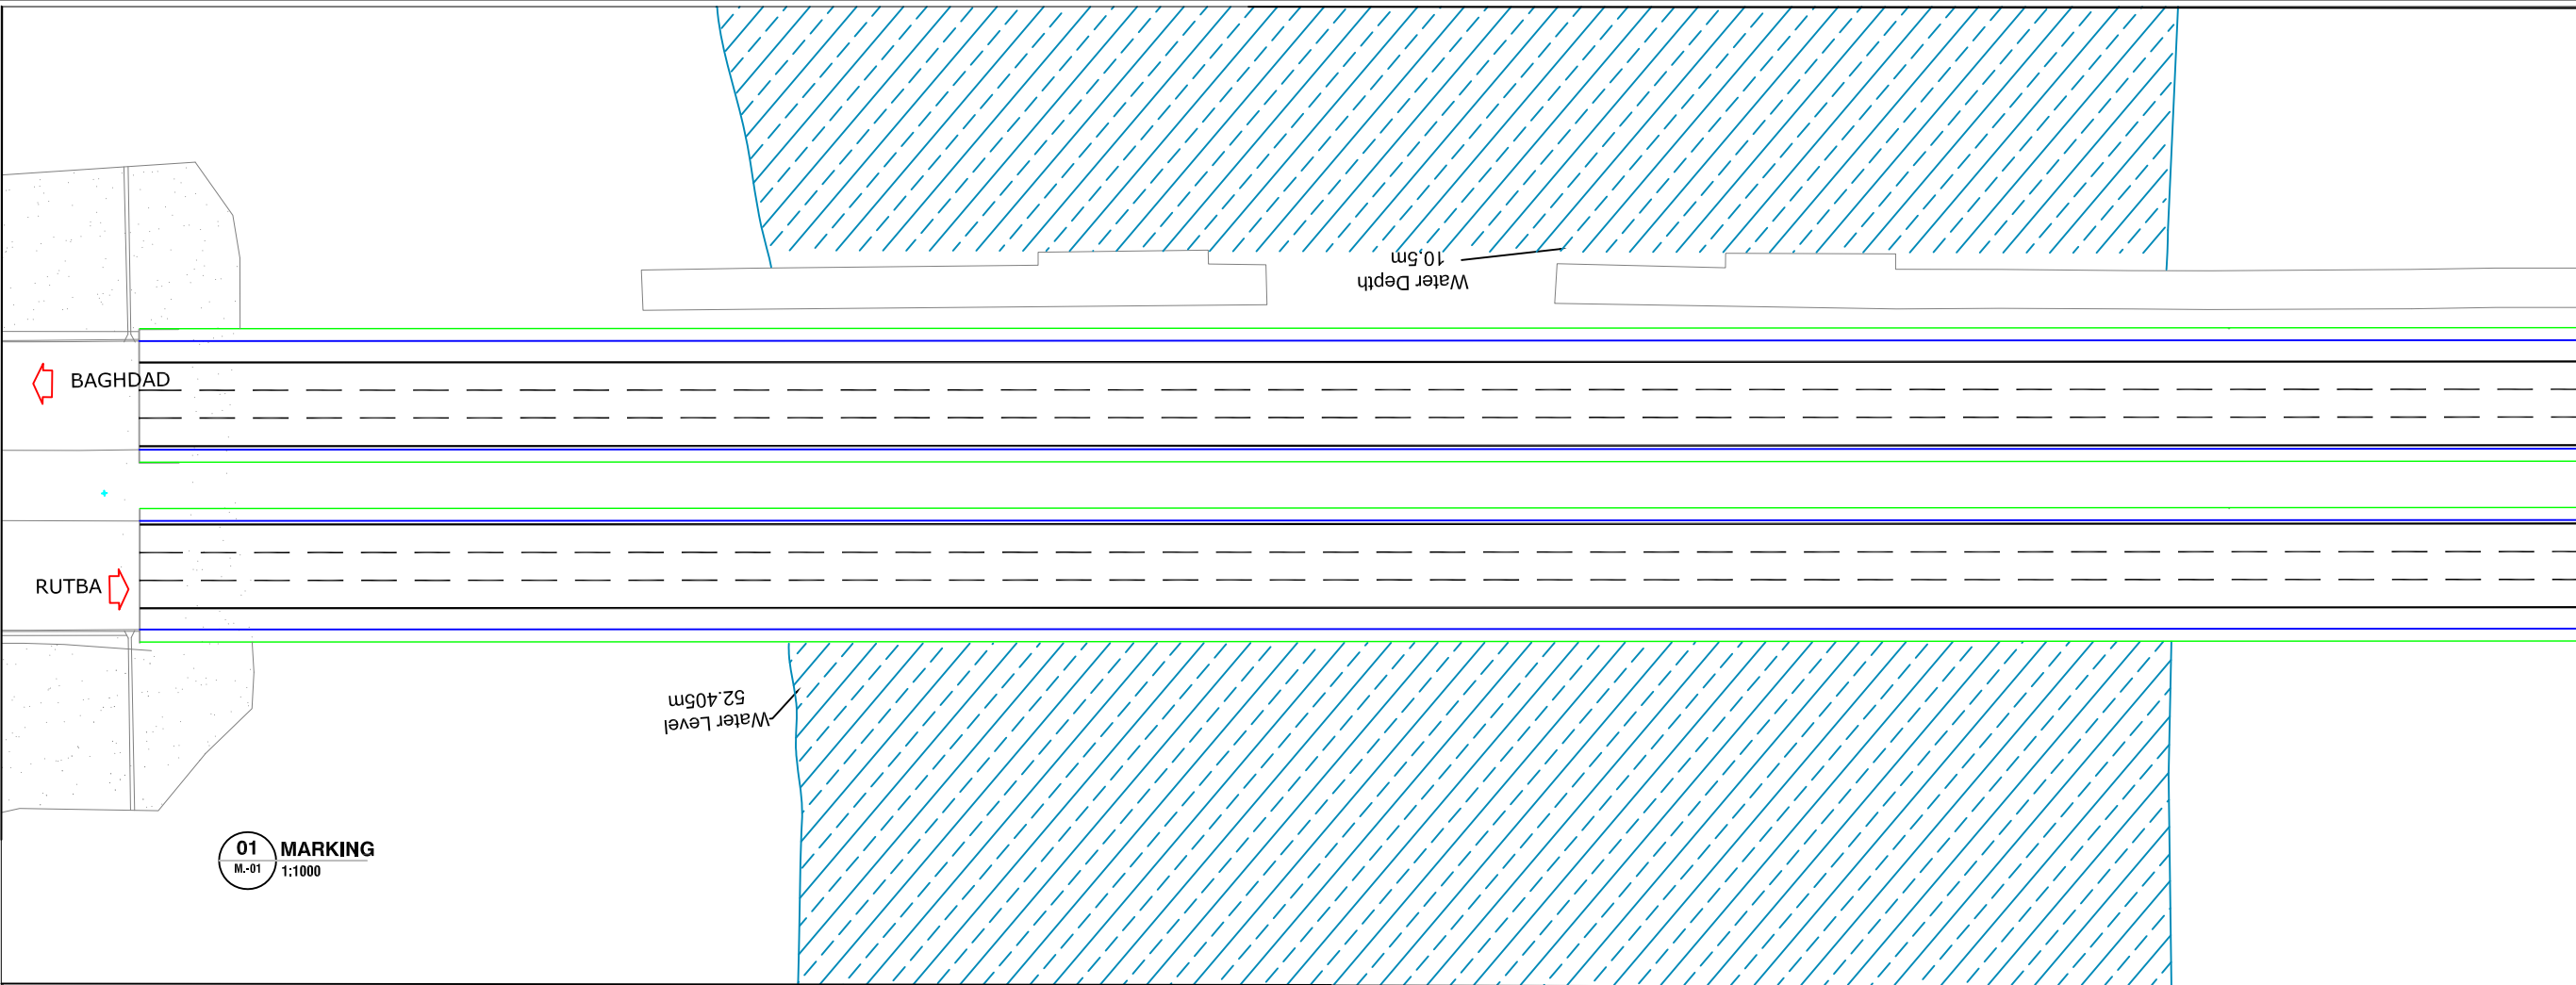 Water Depth
10,5m
BAGHDAD
RUTBA
Water Level
52.405m
01 MARKING
M.-01 1:1000